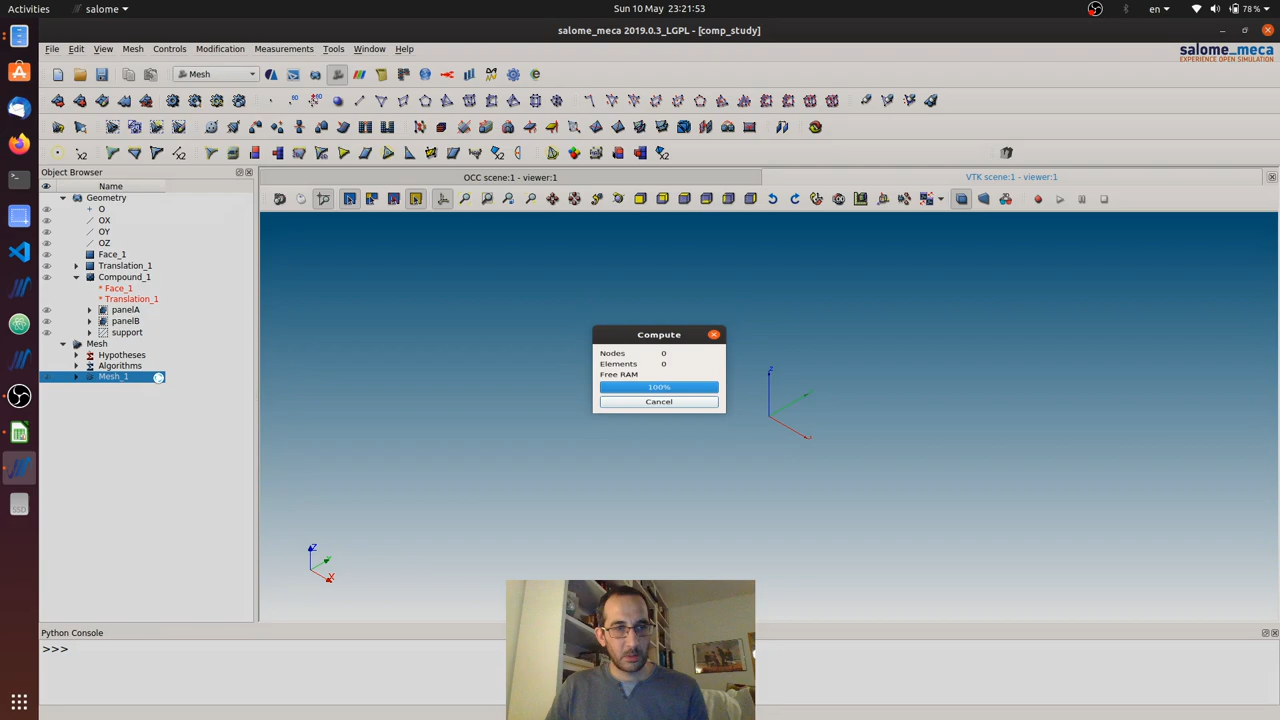 Activities
salome
Sun 10 May 23:21:53
en
78 %
salome_meca 2019.0.3_LGPL - [comp_study]
File Edit View Mesh Controls Modification Measurements Tools Window Help
salome_meca
EXPERIENCE OPEN SIMULATION
Mesh
Object Browser
OCC scene:1 - viewer:1
VTK scene:1 - viewer:1
Name
Geometry
O
OX
OY
OZ
Face_1
Translation_1
Compound_1
* Face_1
* Translation_1
panelA
panelB
support
Mesh
Hypotheses
Algorithms
Mesh_1
Compute
Nodes 0
Elements 0
Free RAM
100%
Cancel
Z
X
Python Console
>>>
SSD